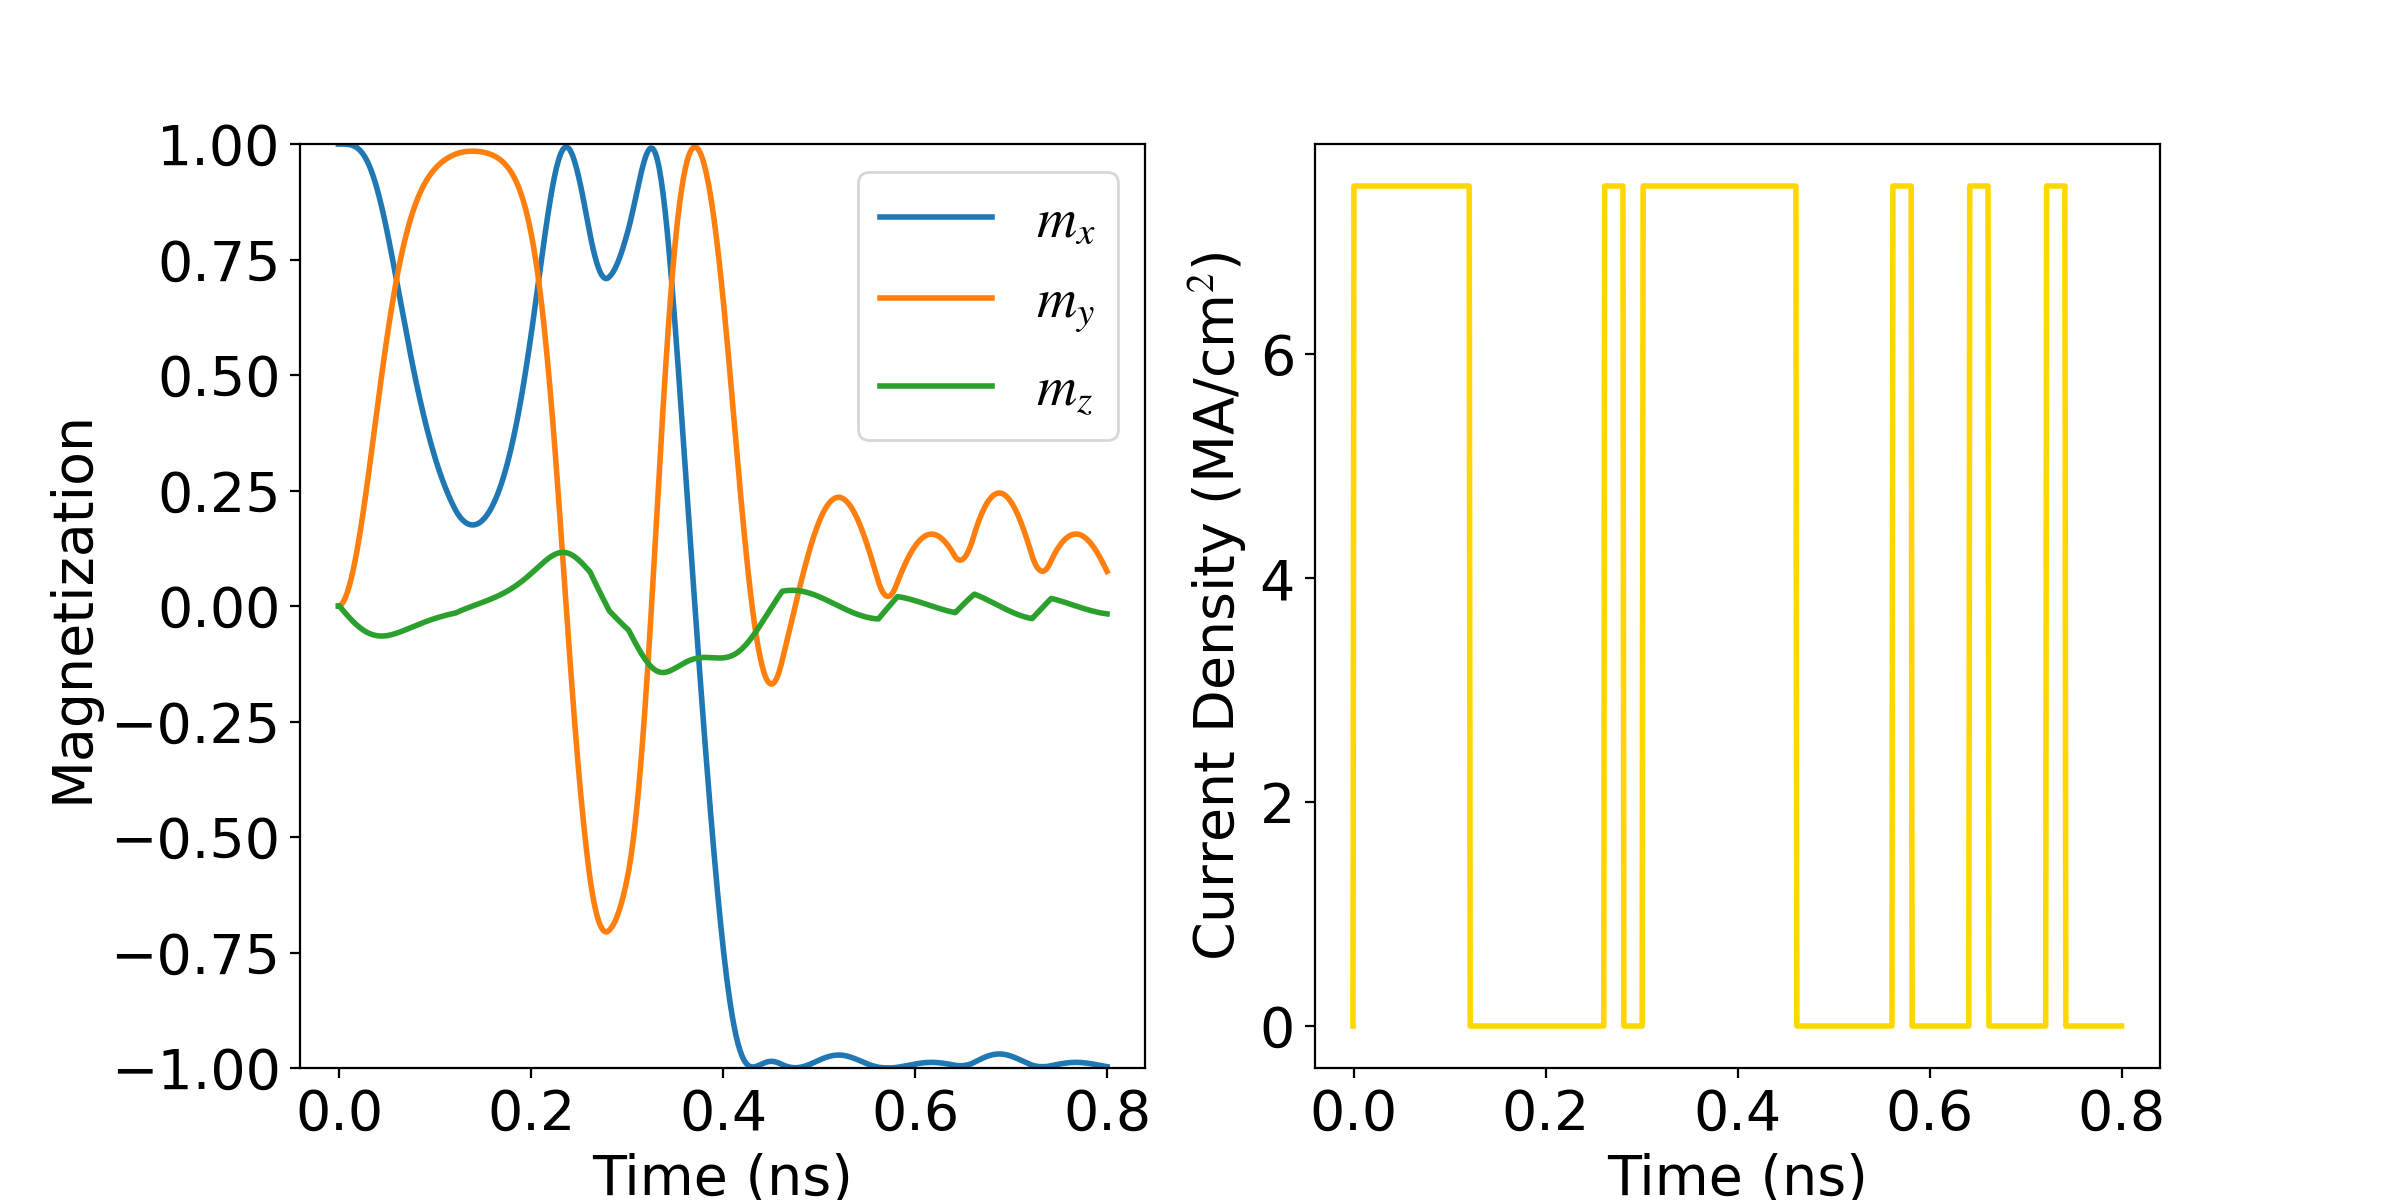 1.00
0.75
0.50
0.25
0.00
−0.25
−0.50
−0.75
−1.00
Magnetization
0.0 0.2 0.4 0.6 0.8
Time (ns)
m_x
m_y
m_z
6
4
2
0
Current Density (MA/cm²)
0.0 0.2 0.4 0.6 0.8
Time (ns)